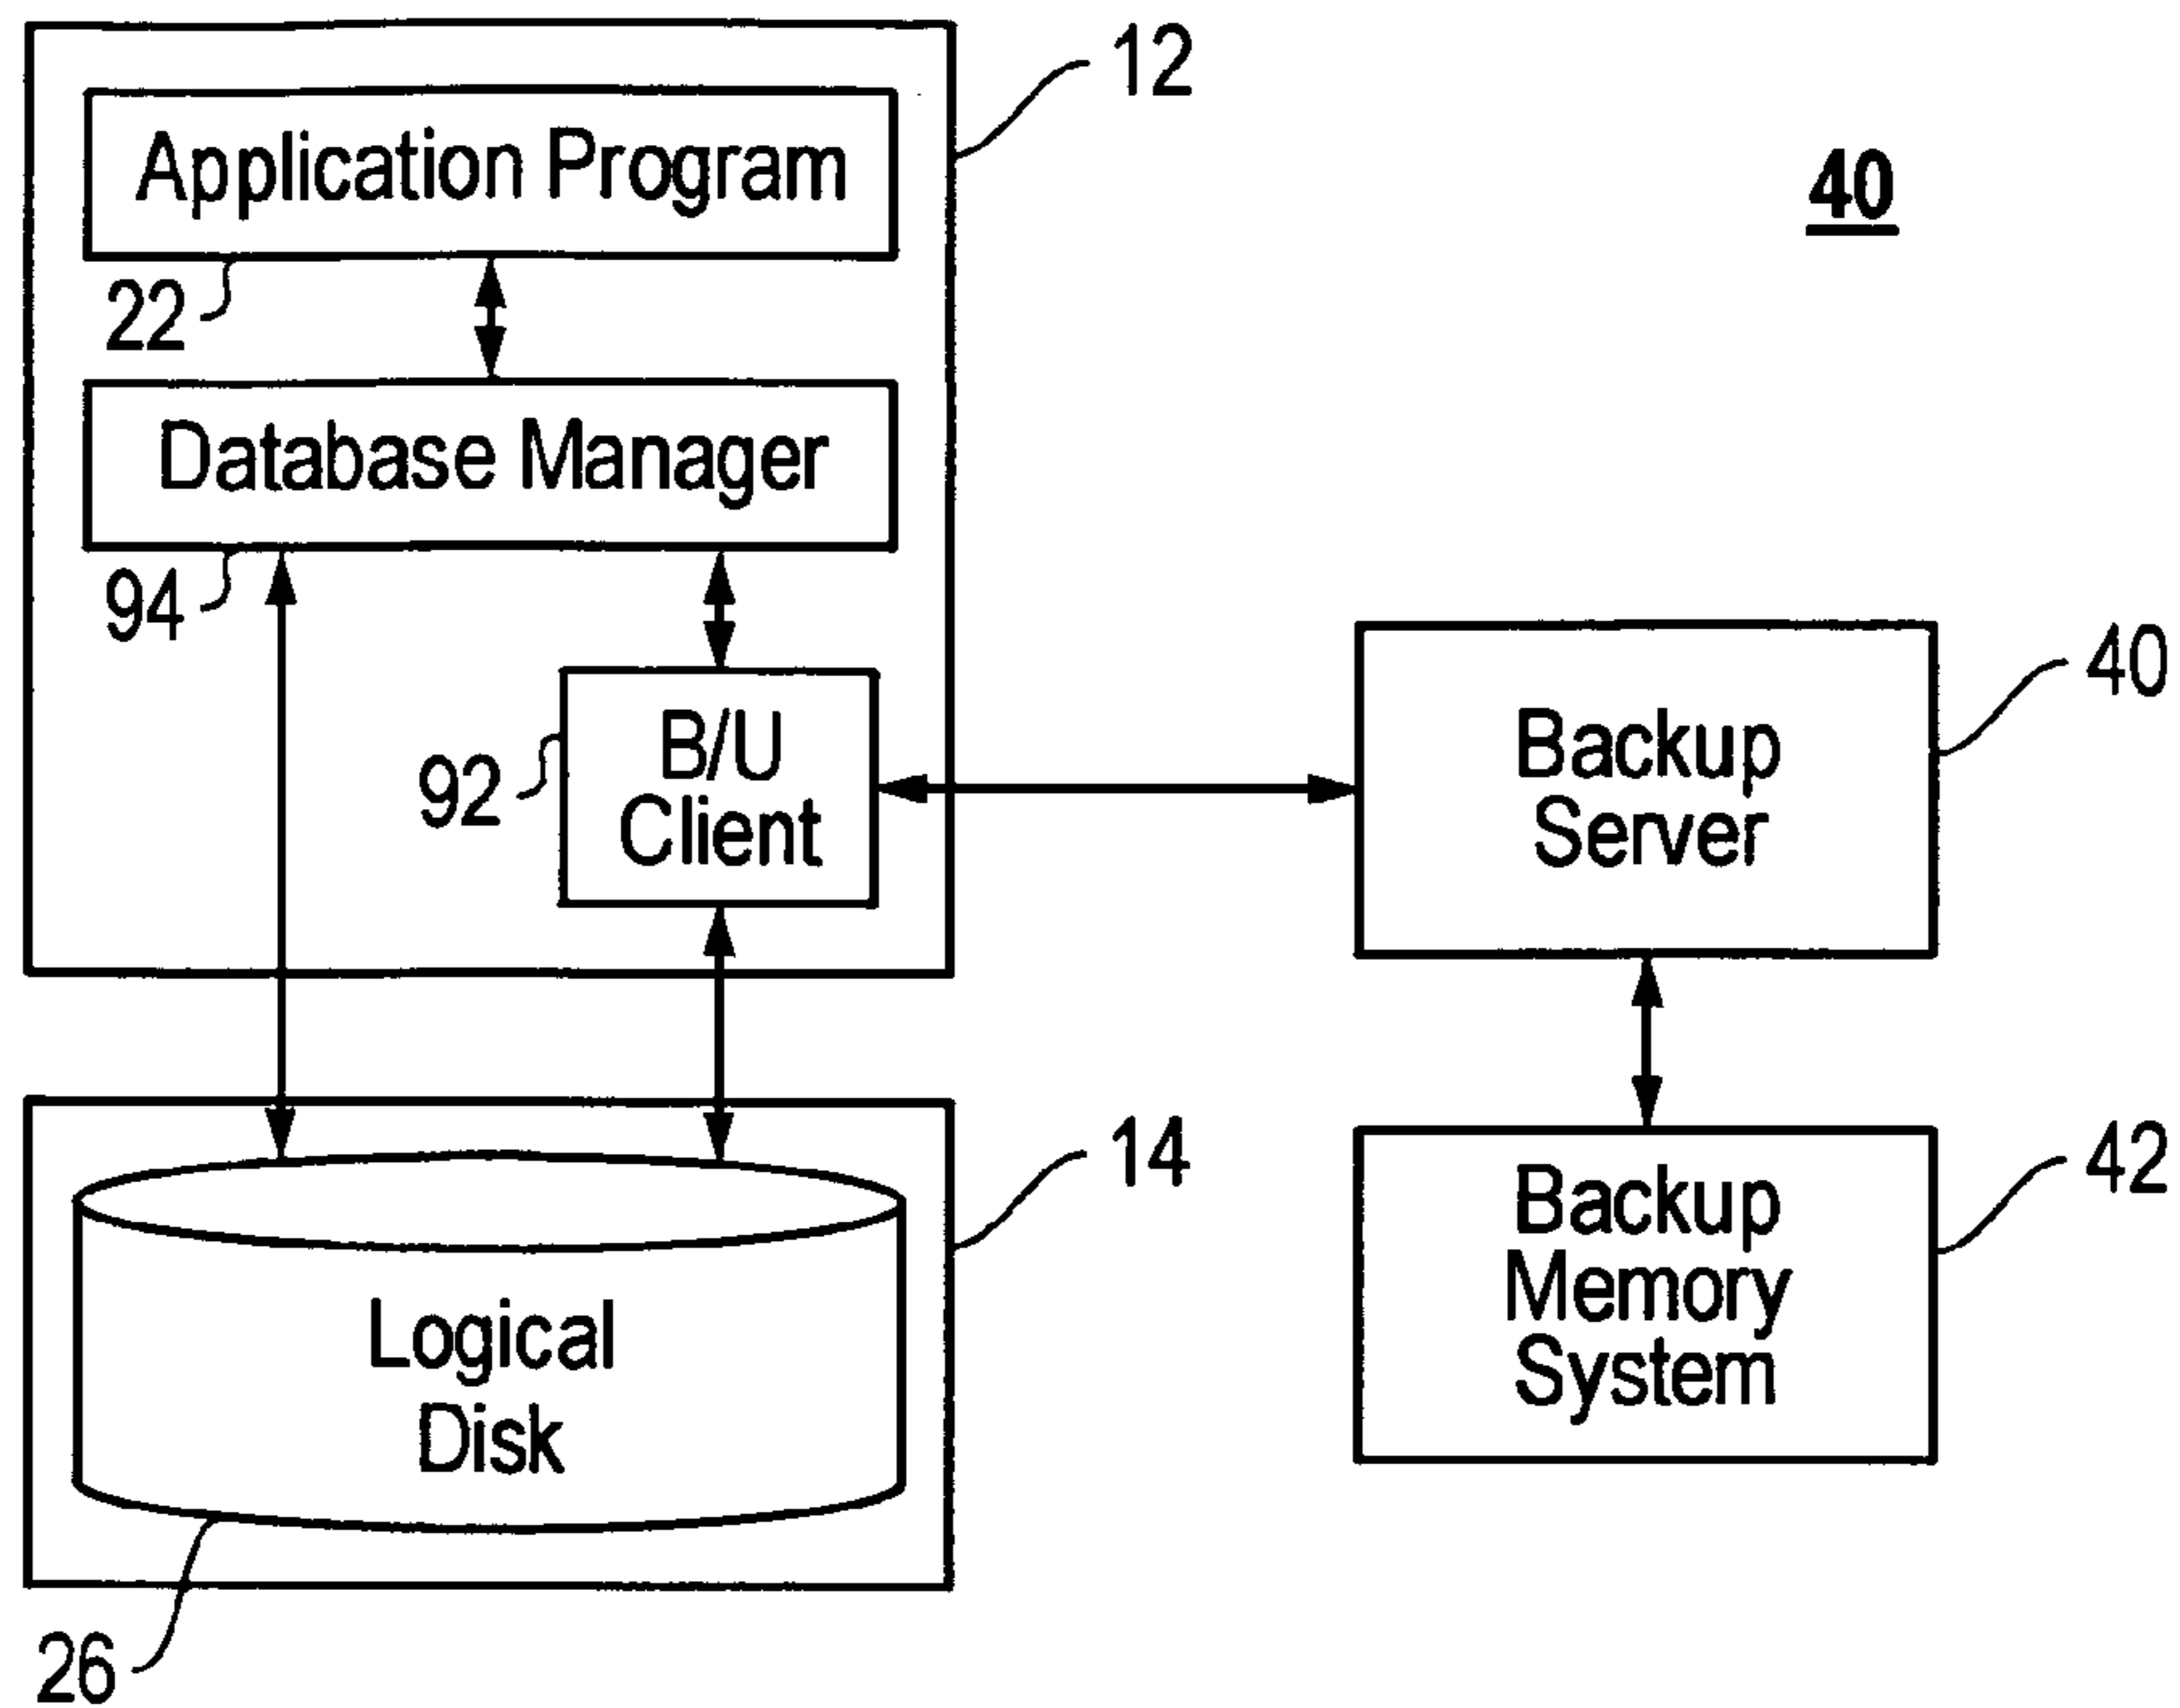 12
Application Program
40
22
Database Manager
94
B/U
Client
92
Backup
Server
40
14
Backup
Memory
System
42
Logical
Disk
26